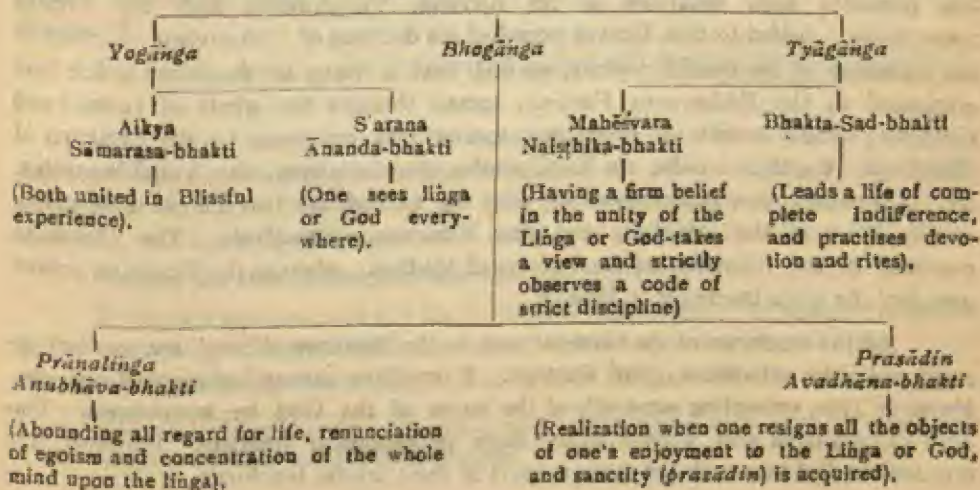 Yogāṅga
Bhogāṅga
Tyāgāṅga
Aikya
Sāmarasa-bhakti
S'araṇa
Ānanda-bhakti
Mahēśvara
Naiṣṭhika-bhakti
Bhakta-Sad-bhakti
(Both united in Blissful
experience).
(One sees liṅga
or God every-
where).
(Having a firm belief
in the unity of the
Liṅga or God-takes
a view and strictly
observes a code of
strict discipline)
(Leads a life of com-
plete indifference,
and practises devo-
tion and rites).
Prāṇaliṅga
Anubhāva-bhakti
Prasādin
Avadhāna-bhakti
(Abounding all regard for life, renunciation
of egoism and concentration of the whole
mind upon the liṅga).
(Realization when one resigns all the objects
of one's enjoyment to the Liṅga or God,
and sanctity (prasādin) is acquired).